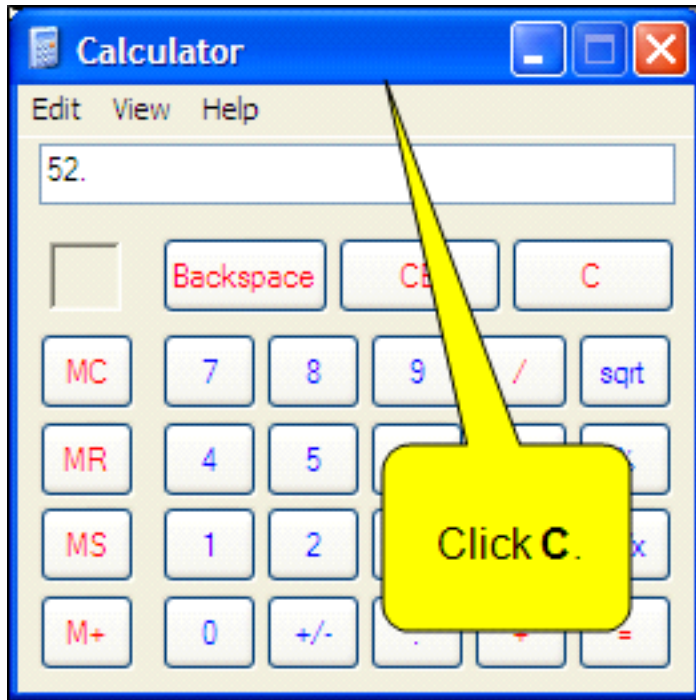 Calculator
Edit View Help
52.
Backspace C
MC 7 8 9 / sqrt
MR 4 5
MS 1 2 x
M+ 0 +/- . + =
Click C.